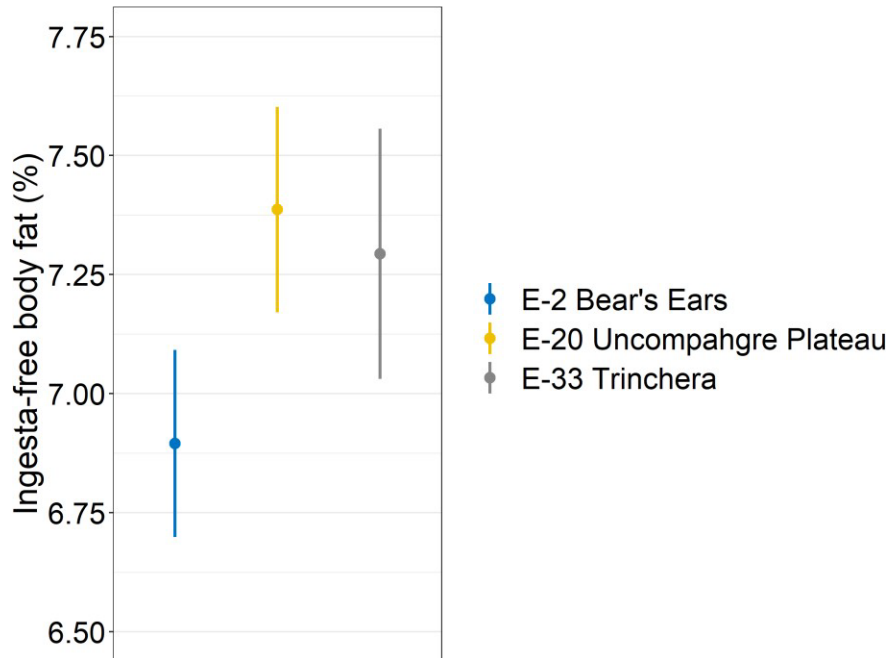 Ingesta-free body fat (%)
7.75
7.50
7.25
7.00
6.75
6.50
E-2 Bear's Ears
E-20 Uncompahgre Plateau
E-33 Trinchera